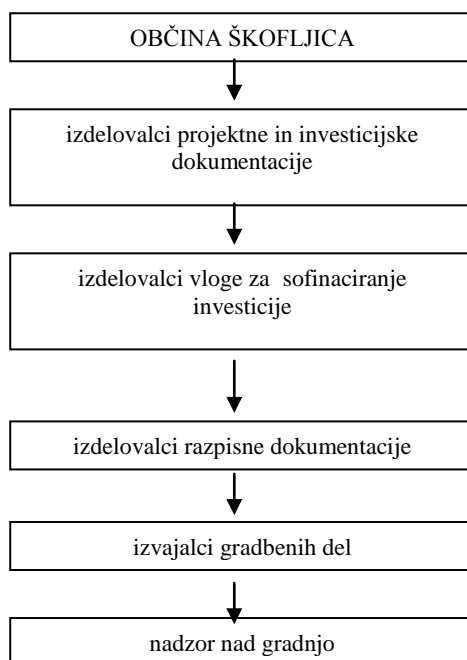 OBČINA ŠKOFLJICA
izdelovalci projektne in investicijske
dokumentacije
izdelovalci vloge za sofinaciranje
investicije
izdelovalci razpisne dokumentacije
izvajalci gradbenih del
nadzor nad gradnjo